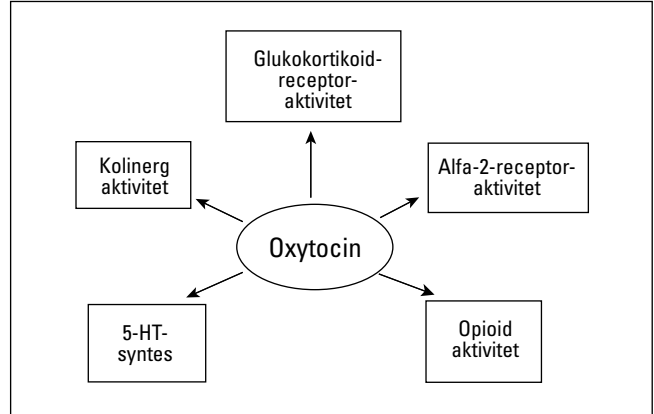 Glukokortikoid-
receptor-
aktivitet
Kolinerg
aktivitet
Alfa-2-receptor-
aktivitet
Oxytocin
5-HT-
syntes
Opioid
aktivitet